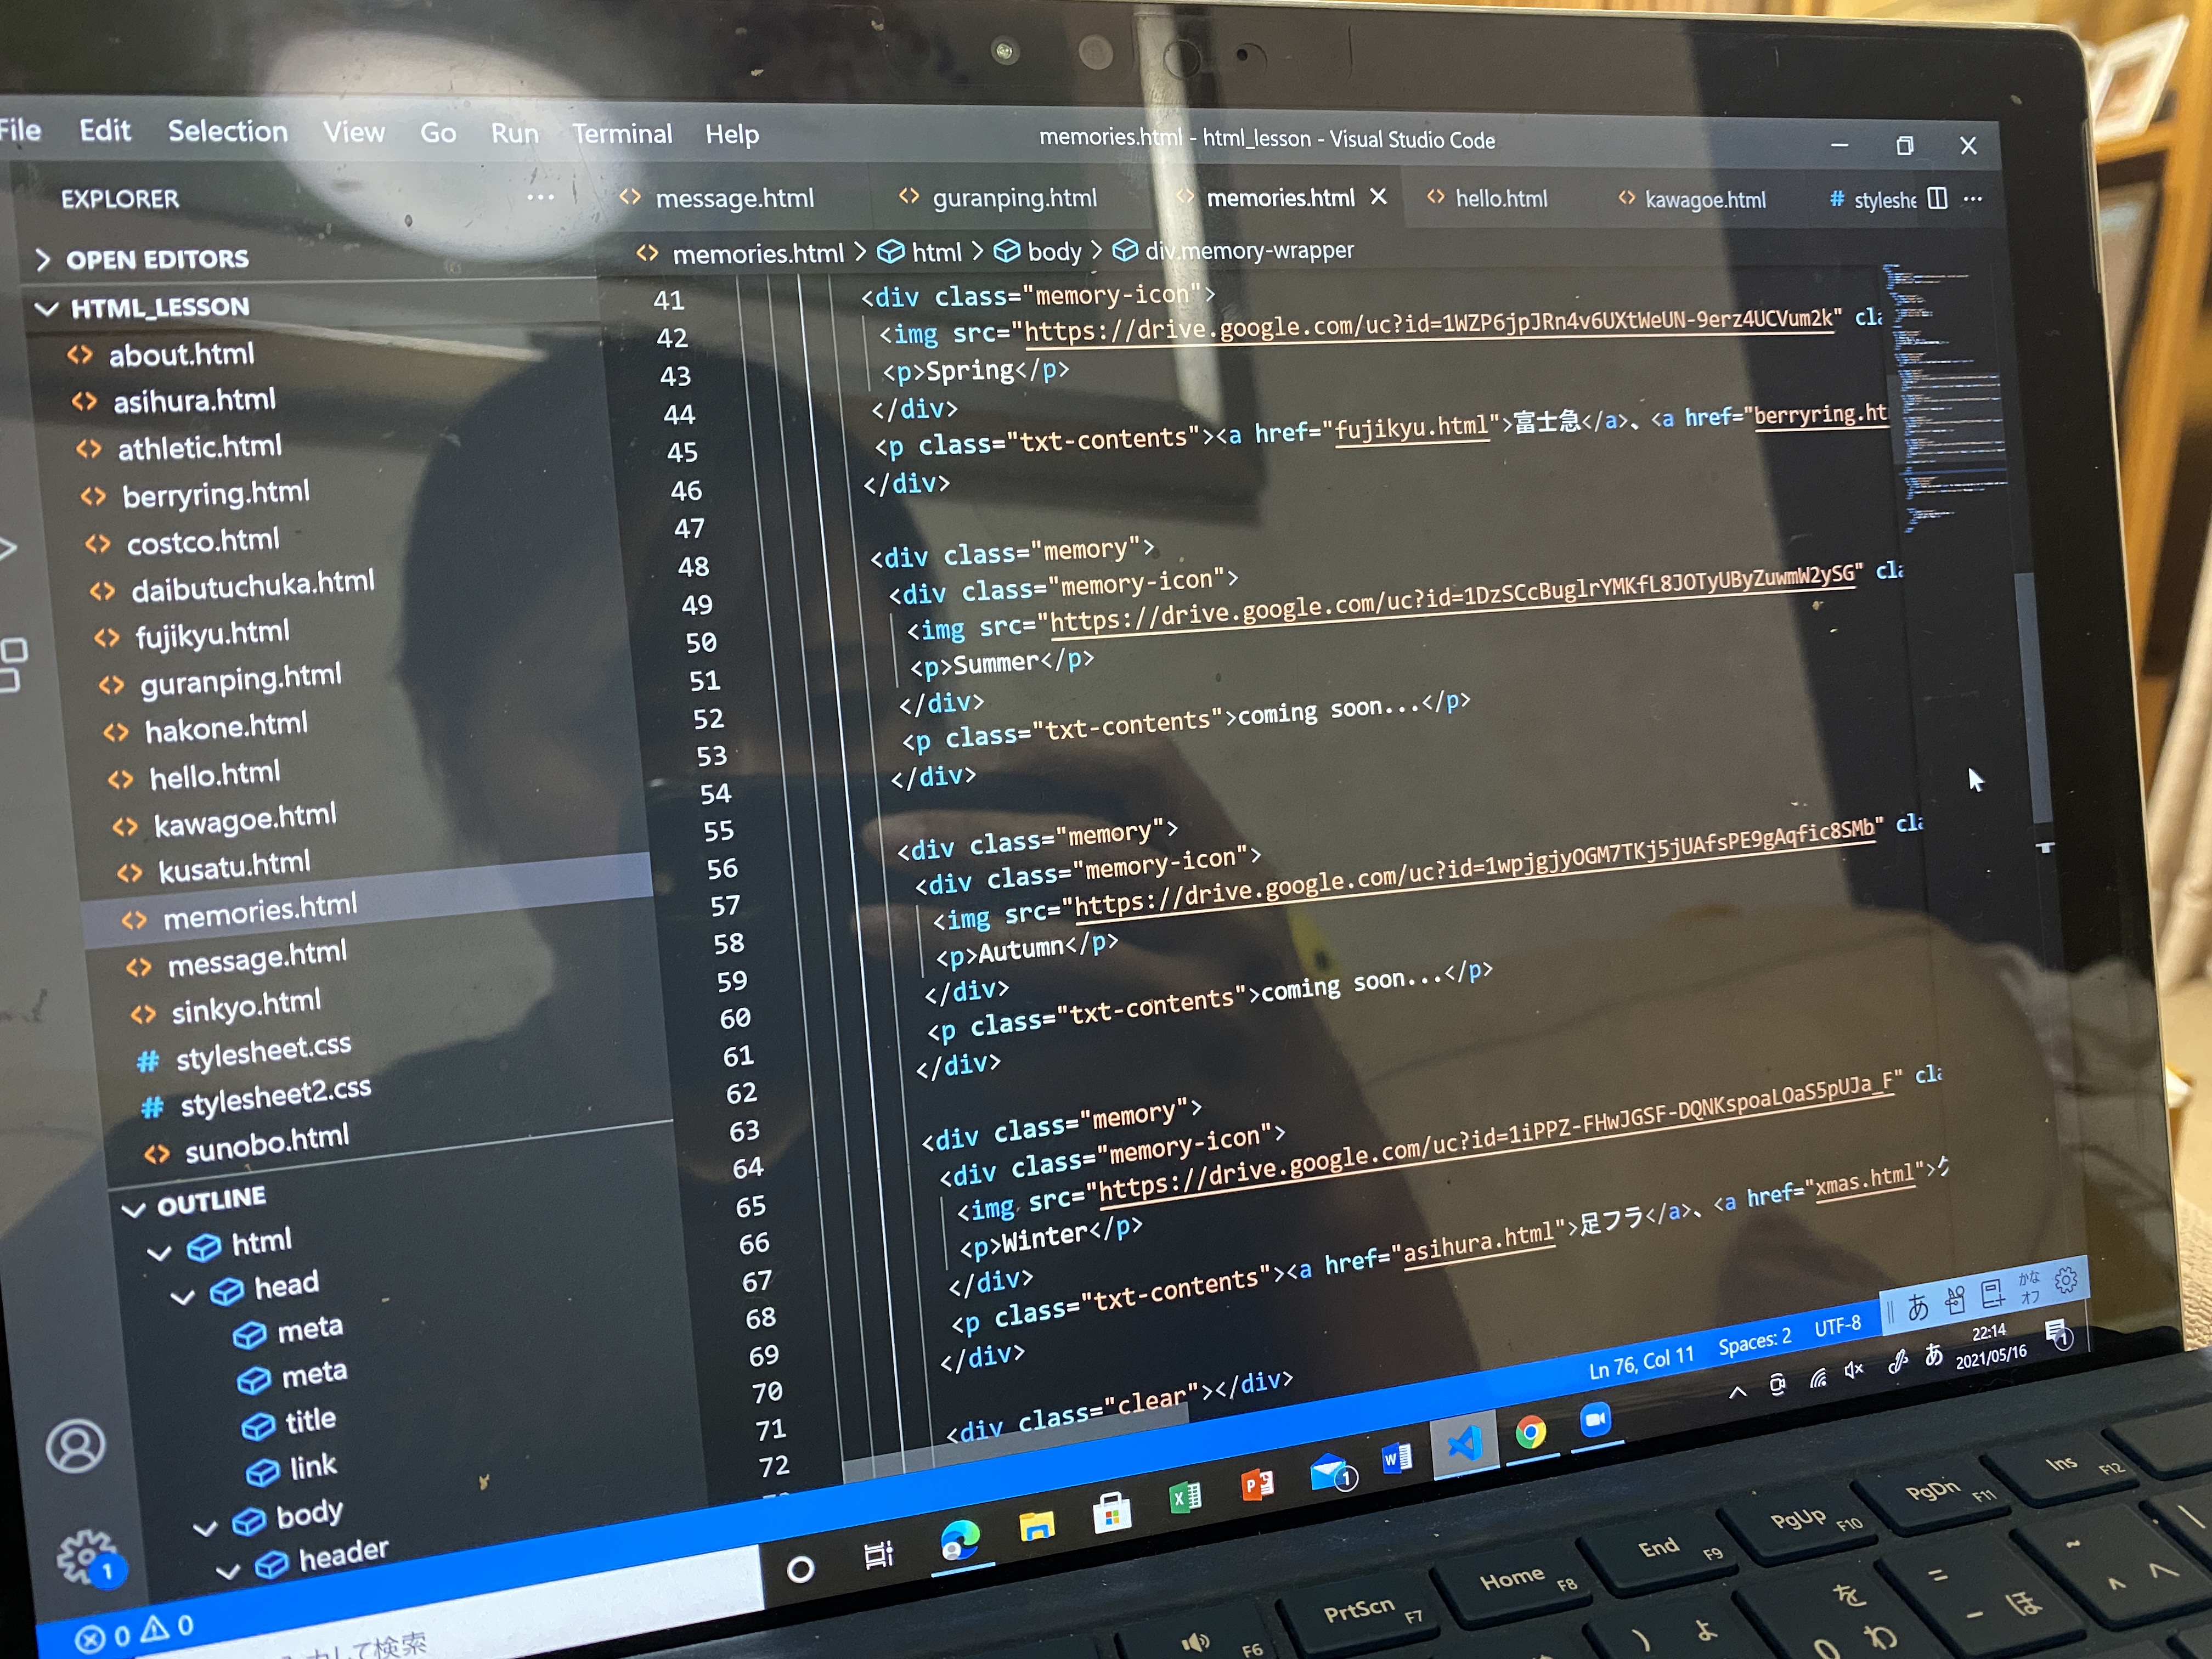 File Edit Selection View Go Run Terminal Help
memories.html - html_lesson - Visual Studio Code
EXPLORER
message.html guranping.html memories.html hello.html kawagoe.html # styleshe
memories.html > html > body > div.memory-wrapper
OPEN EDITORS
HTML_LESSON
about.html
asihura.html
athletic.html
berryring.html
costco.html
daibutuchuka.html
fujikyu.html
guranping.html
hakone.html
hello.html
kawagoe.html
kusatu.html
memories.html
message.html
sinkyo.html
# stylesheet.css
# stylesheet2.css
sunobo.html
OUTLINE
html
head
meta
meta
title
link
body
header
41 <div class="memory-icon">
42 <img src="https://drive.google.com/uc?id=1WZP6jpJRn4v6UXtWeUN-9erz4UCVum2k" cla
43 <p>Spring</p>
44 </div>
45 <p class="txt-contents"><a href="fujikyu.html">富士急</a>、<a href="berryring.ht
46 </div>
47
48 <div class="memory">
49 <div class="memory-icon">
50 <img src="https://drive.google.com/uc?id=1DzSCcBuglrYMKfL8JOTyUByZuwmW2ySG" cla
51 <p>Summer</p>
52 </div>
53 <p class="txt-contents">coming soon...</p>
54 </div>
55
56 <div class="memory">
57 <div class="memory-icon">
58 <img src="https://drive.google.com/uc?id=1wpjgjyOGM7TKj5jUAfsPE9gAqfic8SMb" cla
59 <p>Autumn</p>
60 </div>
61 <p class="txt-contents">coming soon...</p>
62 </div>
63
64 <div class="memory">
65 <div class="memory-icon">
66 <img src="https://drive.google.com/uc?id=1iPPZ-FHwJGSF-DQNKspoaLOaS5pUJa_F" cla
67 <p>Winter</p>
68 </div>
69 <p class="txt-contents"><a href="asihura.html">足フラ</a>、<a href="xmas.html">ク
70 </div>
71
72 <div class="clear"></div>
Ln 76, Col 11 Spaces: 2 UTF-8
あ かな オフ
22:14
2021/05/16
あ
0 0
入力して検索
F6
PrtScn F7
Home F8
End F9
PgUp F10
PgDn F11
Ins F12
) よ
を
0 わ
=
- ほ
~
^ へ